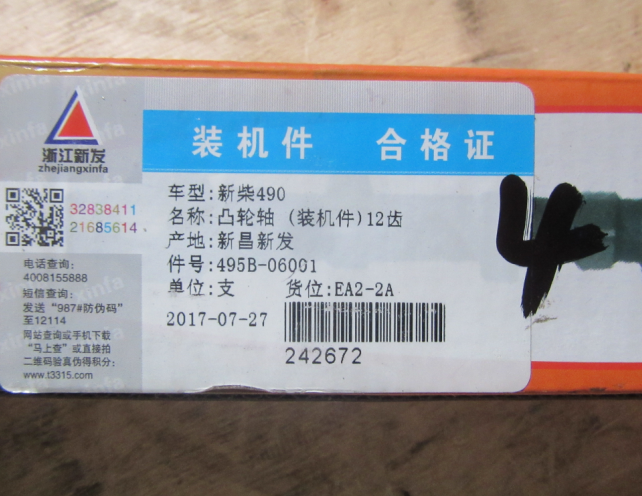 浙江新发
zhejiangxinfa
装机件 合格证
32838411
21685614
车型:新柴490
名称:凸轮轴 (装机件)12齿
产地:新昌新发
件号:495B-06001
单位:支 货位:EA2-2A
2017-07-27
242672
电话查询:
4008155888
短信查询:
发送“987#防伪码”
至12114
网站查询或手机下载
“马上查”或直接拍
二维码验真伪得积分:
www.t3315.com
4